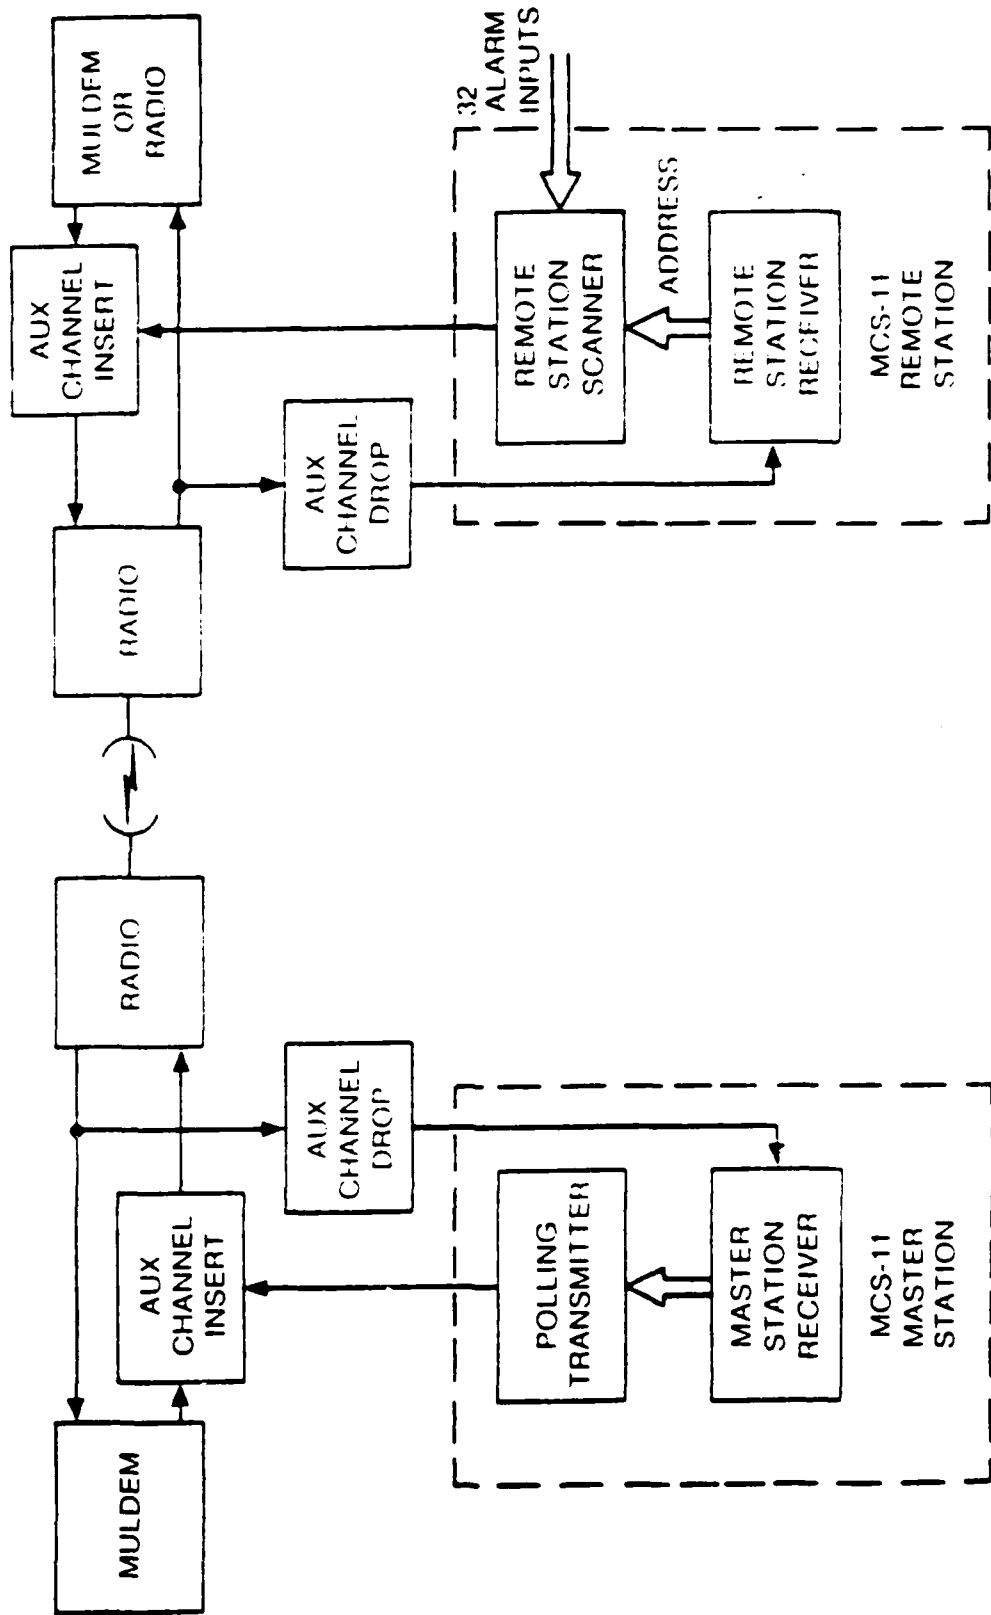 MULDEM
AUX
CHANNEL
INSERT
RADIO
AUX
CHANNEL
DROP
POLLING
TRANSMITTER
MASTER
STATION
RECEIVER
MCS-11
MASTER
STATION
RADIO
AUX
CHANNEL
INSERT
MULDEM
OR
RADIO
AUX
CHANNEL
DROP
32
ALARM
INPUTS
REMOTE
STATION
SCANNER
ADDRESS
REMOTE
STATION
RECEIVER
MCS-11
REMOTE
STATION